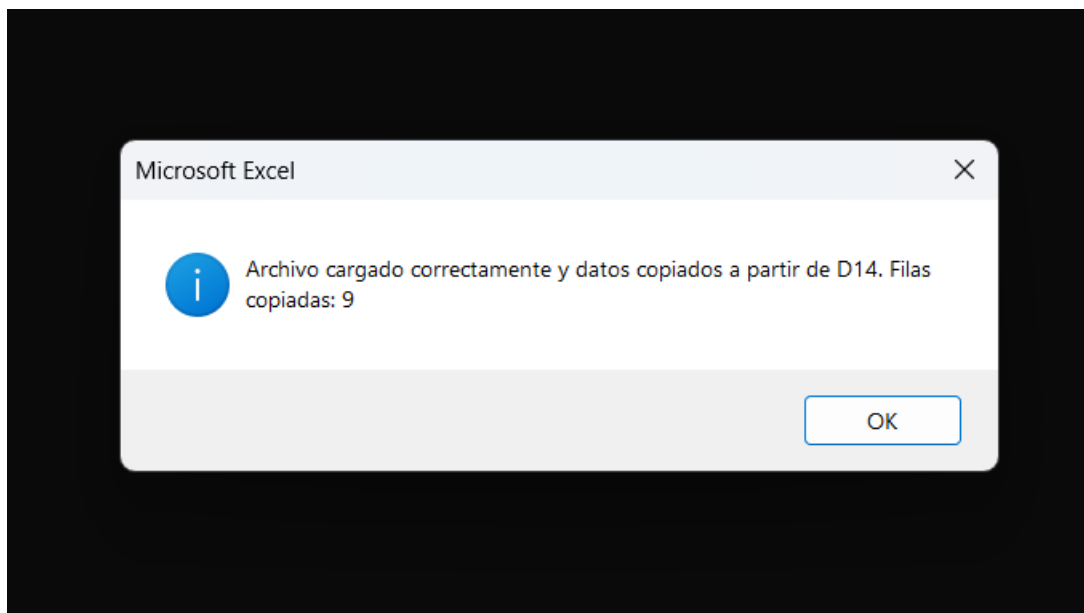 Microsoft Excel
Archivo cargado correctamente y datos copiados a partir de D14. Filas
copiadas: 9
OK